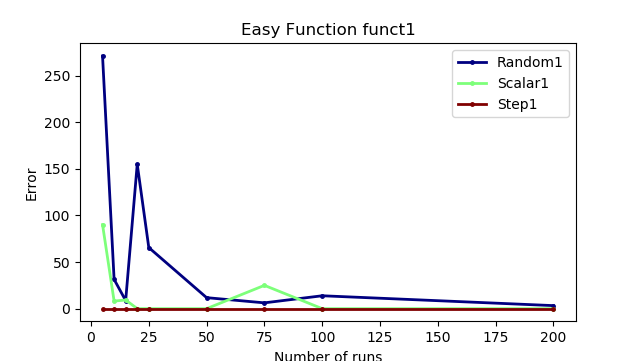 Easy Function funct1
Random1
Scalar1
Step1
Error
250
200
150
100
50
0
0 25 50 75 100 125 150 175 200
Number of runs